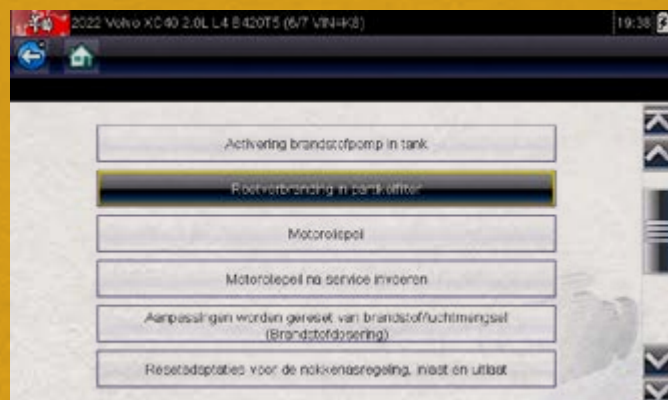 2022 Volvo XC40 2.0L L4 B420T5 (6/7 VIN=K8)
19:38
Activering brandstofpomp in tank
Roetverbranding in partikelfilter
Motoroliepeil
Motoroliepeil na service invoeren
Aanpassingen worden gereset van brandstof/luchtmengsel
(Brandstofdosering)
Resetadaptaties voor de nokkenasregeling, inlaat en uitlaat